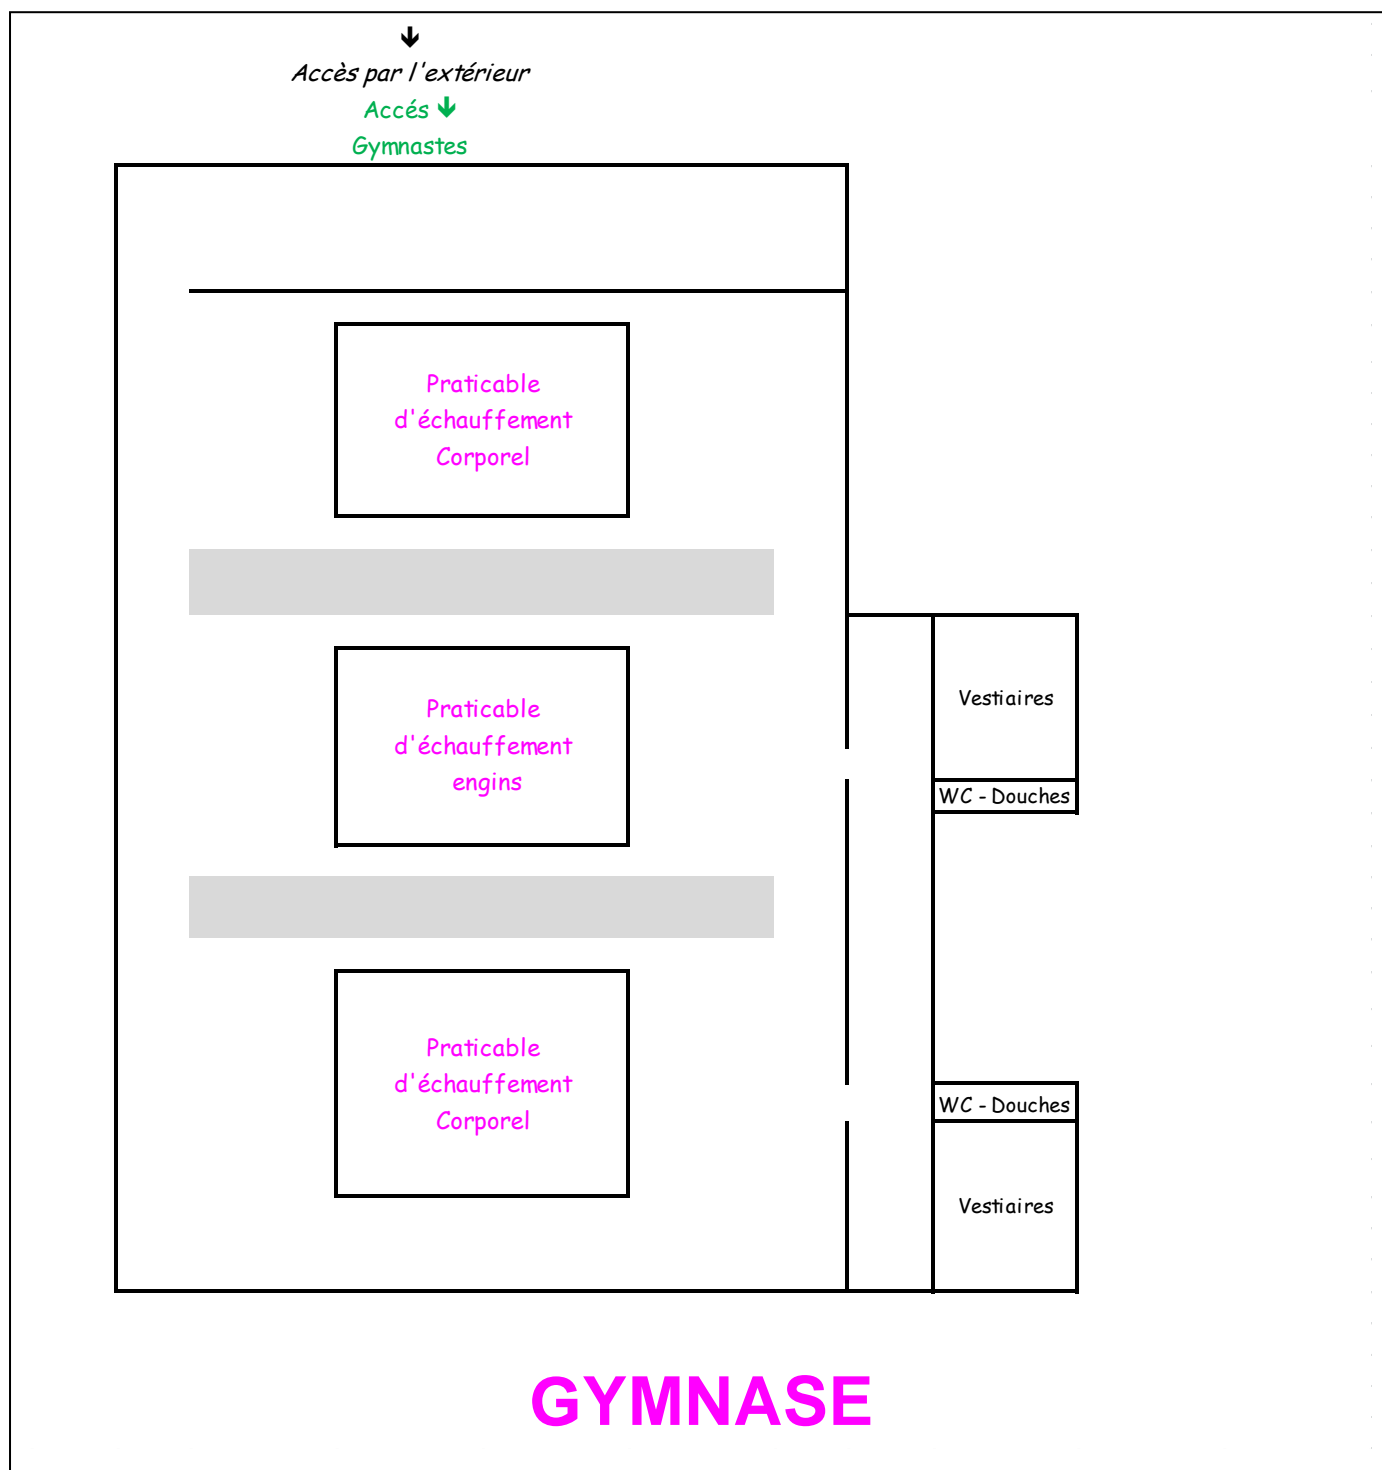 🡻
Accès par l'extérieur
Accés 🡻
Gymnastes
Praticable
d'échauffement
Corporel
Praticable
d'échauffement
engins
Vestiaires
WC - Douches
Praticable
d'échauffement
Corporel
WC - Douches
Vestiaires
GYMNASE